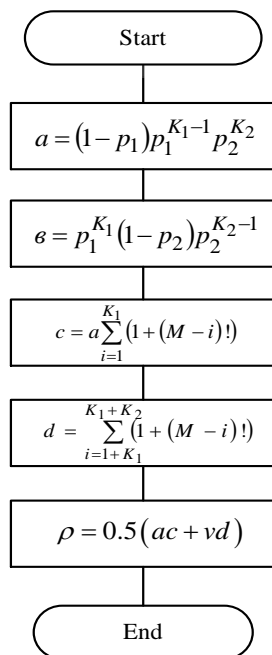 Start
a = (1 − p₁)p₁^{K₁−1} p₂^{K₂}
в = p₁^{K₁}(1 − p₂)p₂^{K₂−1}
c = a∑_{i=1}^{K₁}(1 + (M − i)!)
d = ∑_{i=1+K₁}^{K₁+K₂}(1 + (M − i)!)
ρ = 0.5(ac + vd)
End